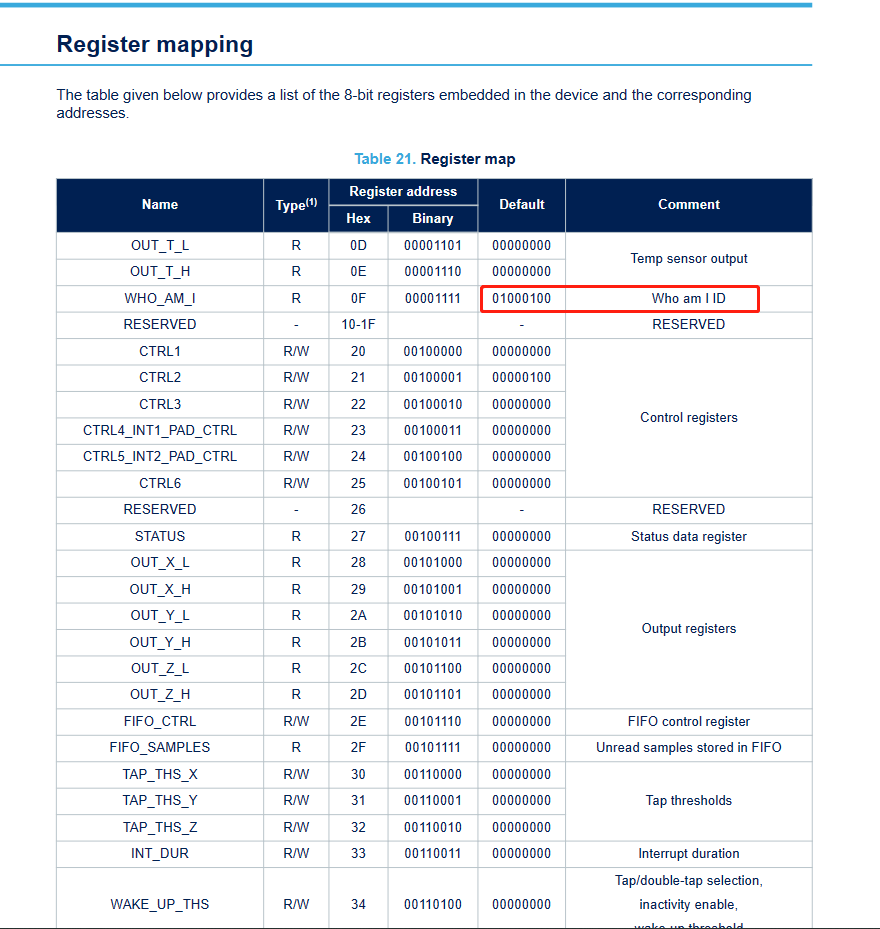 Register mapping
The table given below provides a list of the 8-bit registers embedded in the device and the corresponding
addresses.
Table 21. Register map
Name Type(1) Register address Default Comment
Hex Binary
OUT_T_L R 0D 00001101 00000000 Temp sensor output
OUT_T_H R 0E 00001110 00000000
WHO_AM_I R 0F 00001111 01000100 Who am I ID
RESERVED - 10-1F - RESERVED
CTRL1 R/W 20 00100000 00000000 Control registers
CTRL2 R/W 21 00100001 00000100
CTRL3 R/W 22 00100010 00000000
CTRL4_INT1_PAD_CTRL R/W 23 00100011 00000000
CTRL5_INT2_PAD_CTRL R/W 24 00100100 00000000
CTRL6 R/W 25 00100101 00000000
RESERVED - 26 - RESERVED
STATUS R 27 00100111 00000000 Status data register
OUT_X_L R 28 00101000 00000000 Output registers
OUT_X_H R 29 00101001 00000000
OUT_Y_L R 2A 00101010 00000000
OUT_Y_H R 2B 00101011 00000000
OUT_Z_L R 2C 00101100 00000000
OUT_Z_H R 2D 00101101 00000000
FIFO_CTRL R/W 2E 00101110 00000000 FIFO control register
FIFO_SAMPLES R 2F 00101111 00000000 Unread samples stored in FIFO
TAP_THS_X R/W 30 00110000 00000000 Tap thresholds
TAP_THS_Y R/W 31 00110001 00000000
TAP_THS_Z R/W 32 00110010 00000000
INT_DUR R/W 33 00110011 00000000 Interrupt duration
WAKE_UP_THS R/W 34 00110100 00000000 Tap/double-tap selection,
inactivity enable,
wake-up threshold